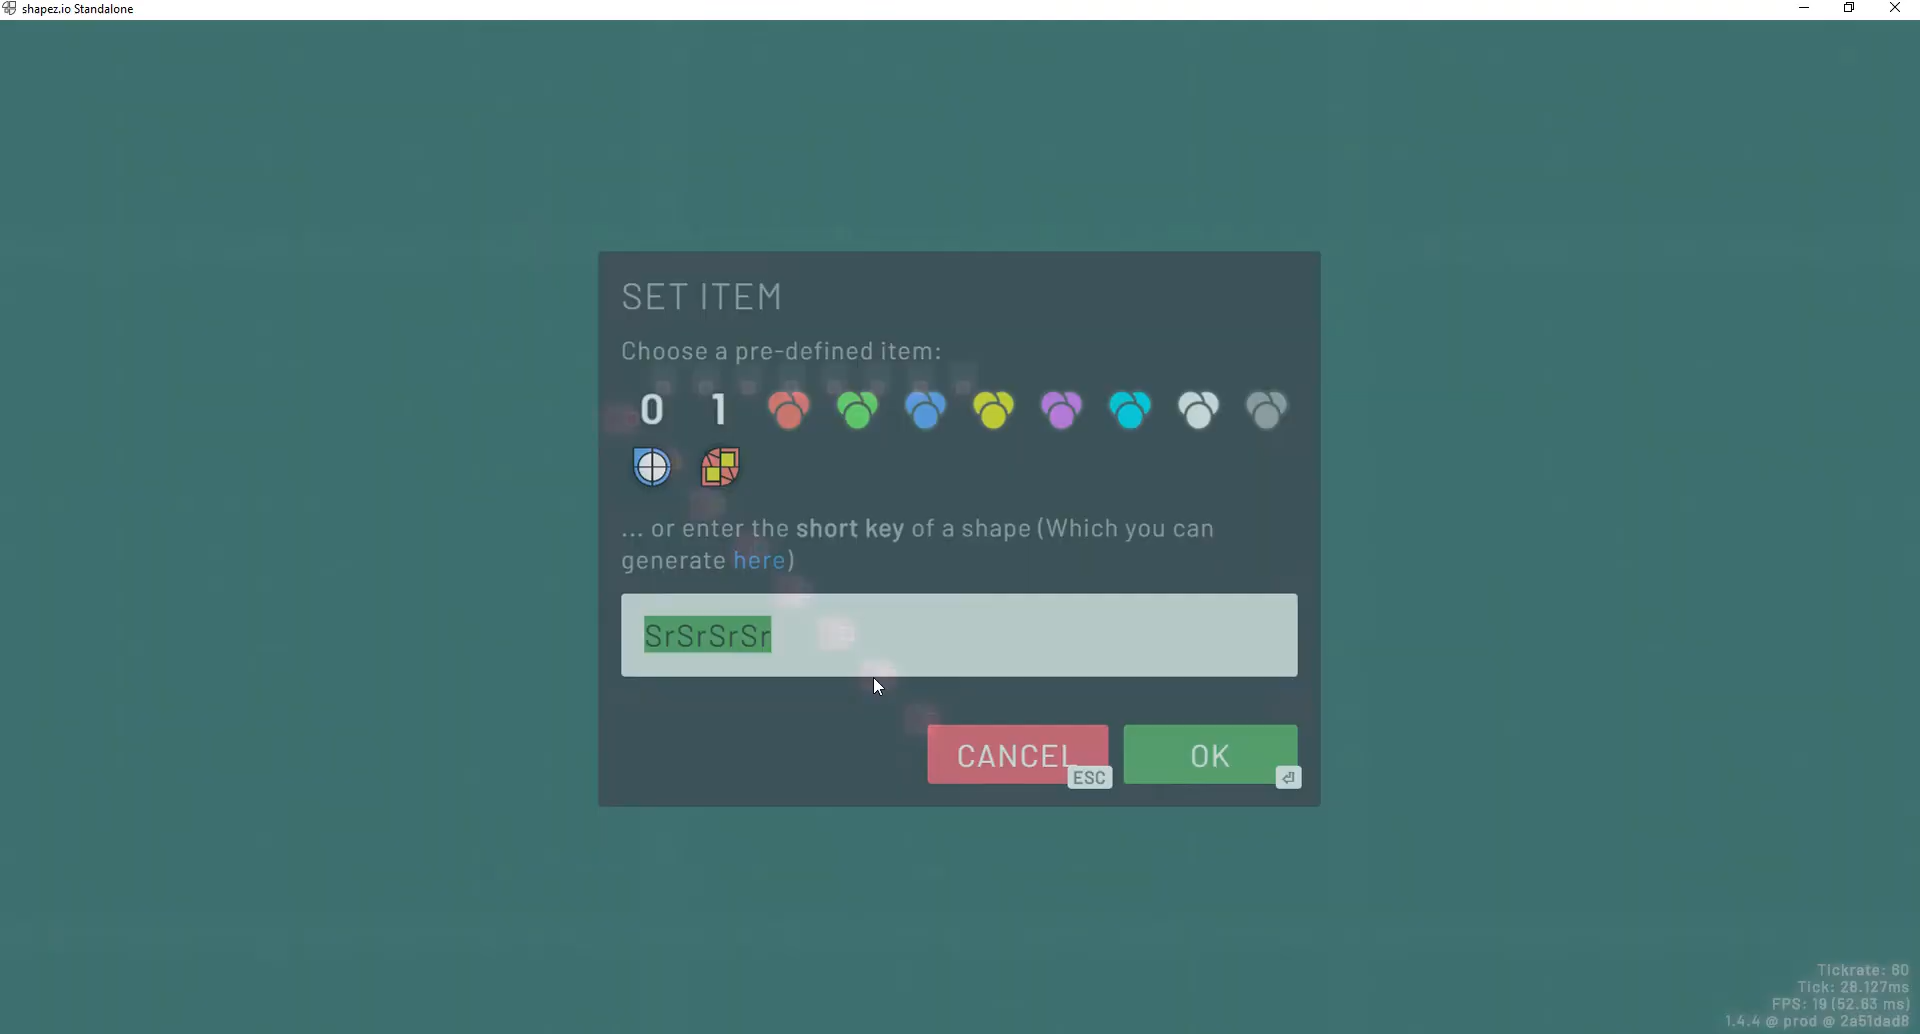 shapez.io Standalone
SET ITEM
Choose a pre-defined item:
0 1
... or enter the short key of a shape (Which you can
generate here)
SrSrSrSr
CANCEL
ESC
OK
⏎
Tickrate: 60
Tick: 26.127ms
FPS: 19 (52.63 ms)
1.4.4 @ prod @ 2a51dad8